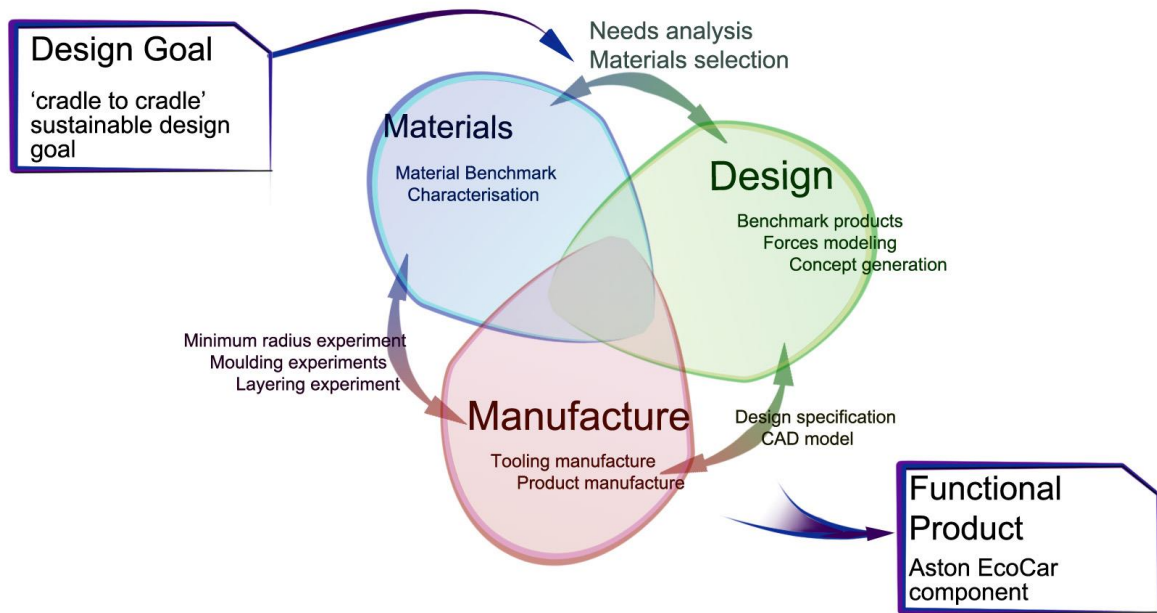 Design Goal
‘cradle to cradle’
sustainable design
goal
Needs analysis
Materials selection
Materials
Material Benchmark
Characterisation
Design
Benchmark products
Forces modeling
Concept generation
Minimum radius experiment
Moulding experiments
Layering experiment
Manufacture
Tooling manufacture
Product manufacture
Design specification
CAD model
Functional
Product
Aston EcoCar
component